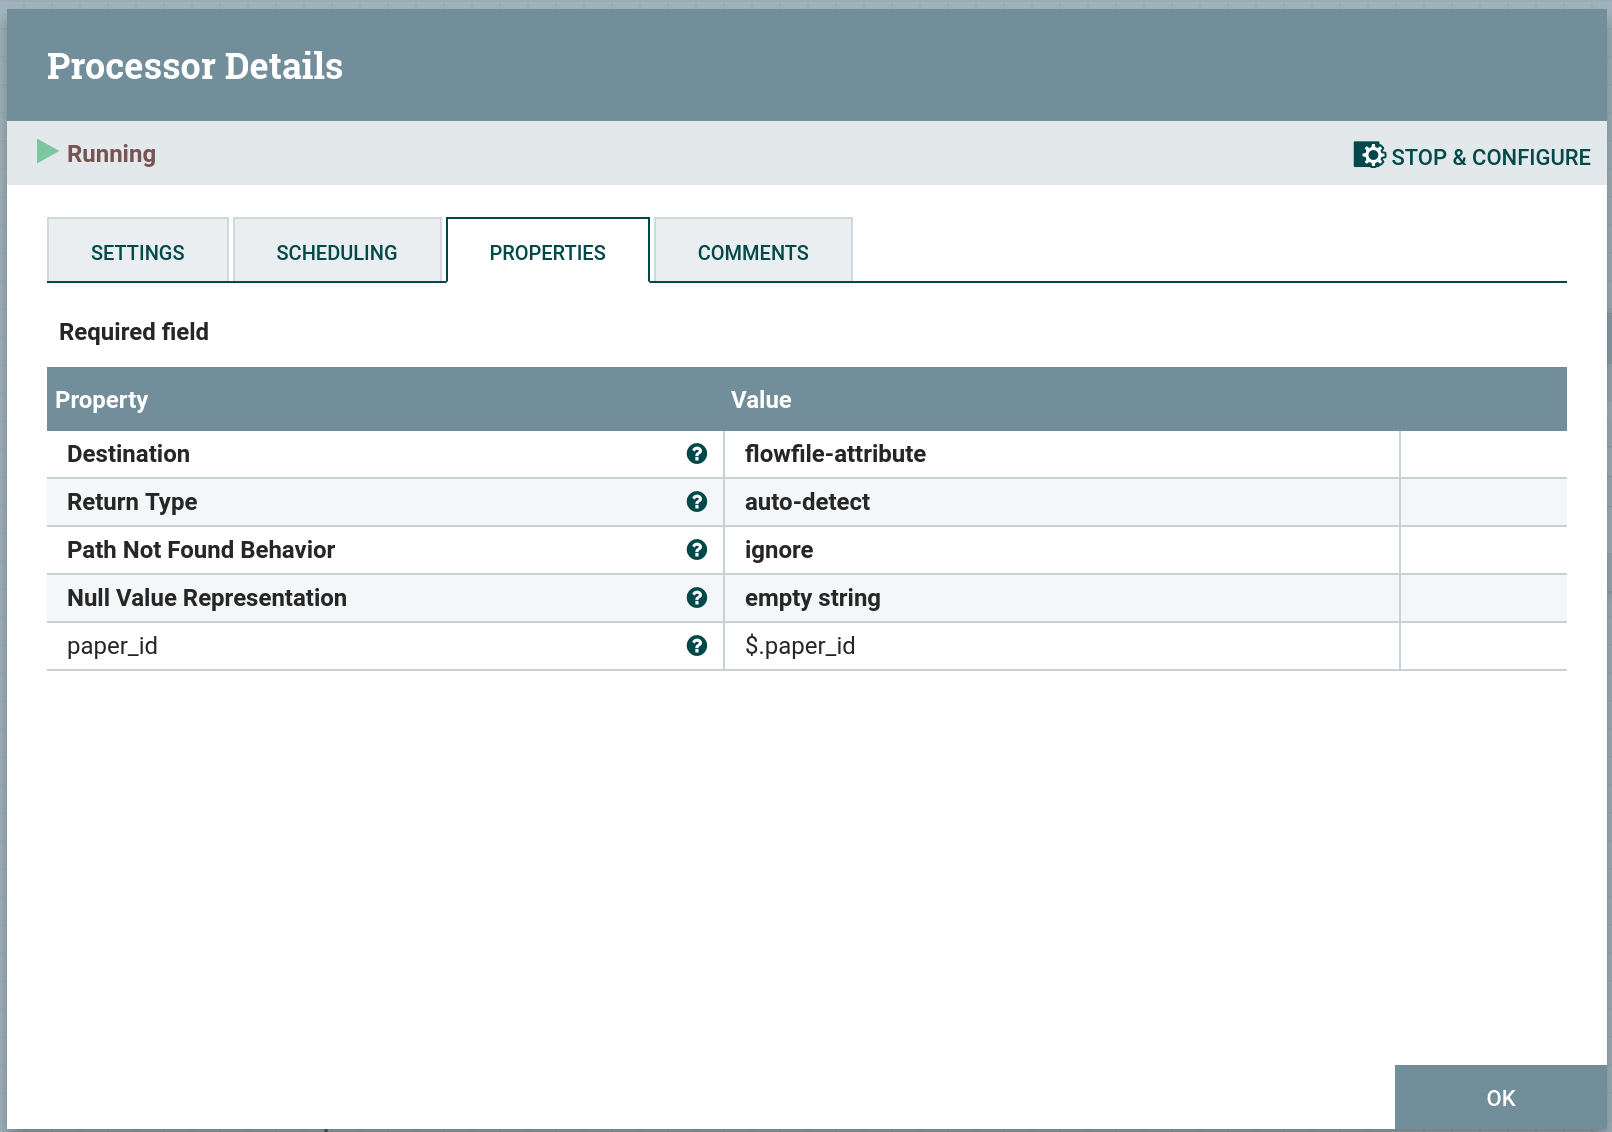 Processor Details
Running
STOP & CONFIGURE
SETTINGS SCHEDULING PROPERTIES COMMENTS
Required field
Property Value
Destination flowfile-attribute
Return Type auto-detect
Path Not Found Behavior ignore
Null Value Representation empty string
paper_id $.paper_id
OK